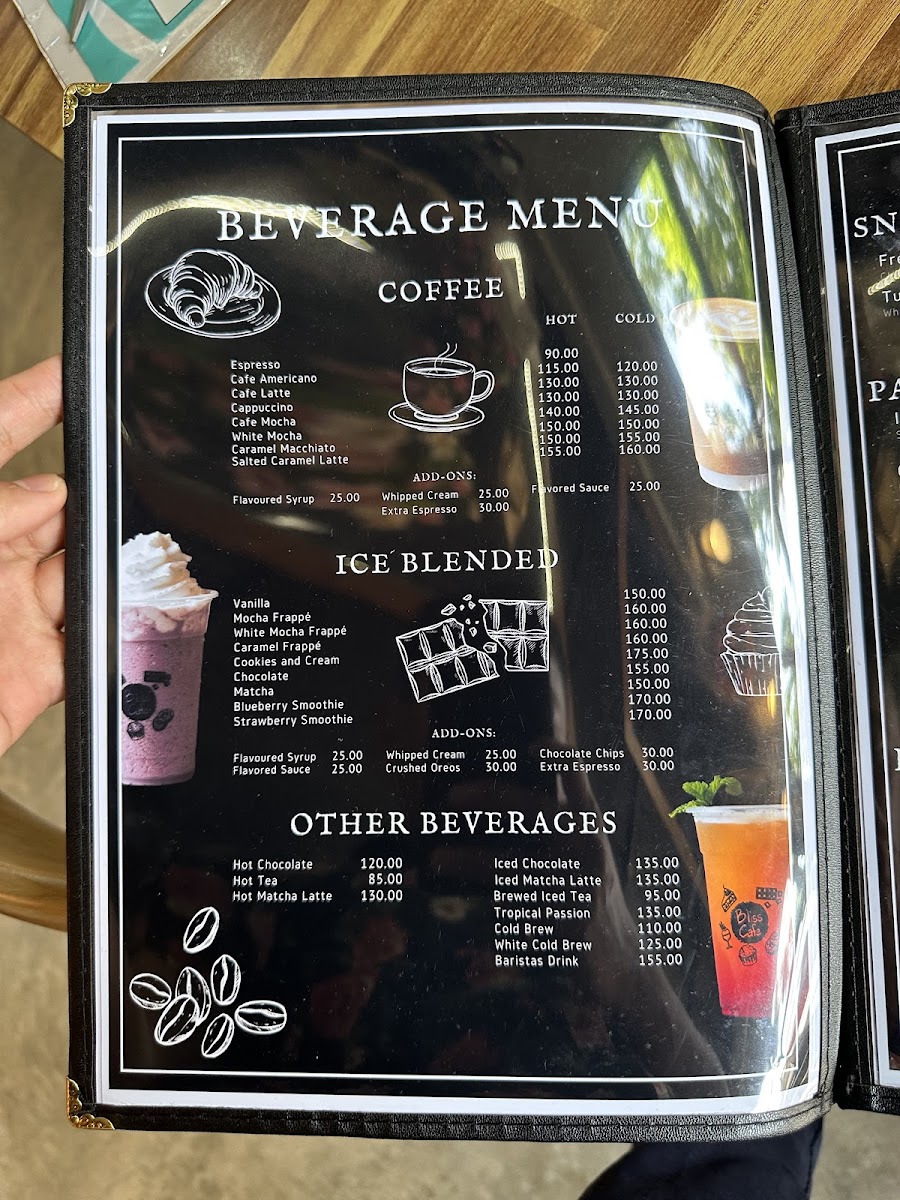 BEVERAGE MENU
COFFEE
HOT COLD
Espresso 90.00
Cafe Americano 115.00 120.00
Cafe Latte 130.00 130.00
Cappuccino 130.00 130.00
Cafe Mocha 140.00 145.00
White Mocha 150.00 150.00
Caramel Macchiato 150.00 155.00
Salted Caramel Latte 155.00 160.00
ADD-ONS:
Flavoured Syrup 25.00 Whipped Cream 25.00 Flavored Sauce 25.00
Extra Espresso 30.00
ICE BLENDED
Vanilla 150.00
Mocha Frappé 160.00
White Mocha Frappé 160.00
Caramel Frappé 160.00
Cookies and Cream 175.00
Chocolate 155.00
Matcha 150.00
Blueberry Smoothie 170.00
Strawberry Smoothie 170.00
ADD-ONS:
Flavoured Syrup 25.00 Whipped Cream 25.00 Chocolate Chips 30.00
Flavored Sauce 25.00 Crushed Oreos 30.00 Extra Espresso 30.00
OTHER BEVERAGES
Hot Chocolate 120.00
Hot Tea 85.00
Hot Matcha Latte 130.00
Iced Chocolate 135.00
Iced Matcha Latte 135.00
Brewed Iced Tea 95.00
Tropical Passion 135.00
Cold Brew 110.00
White Cold Brew 125.00
Baristas Drink 155.00
Bliss
Cafe
SN
Fre
Tu
Wh
PA